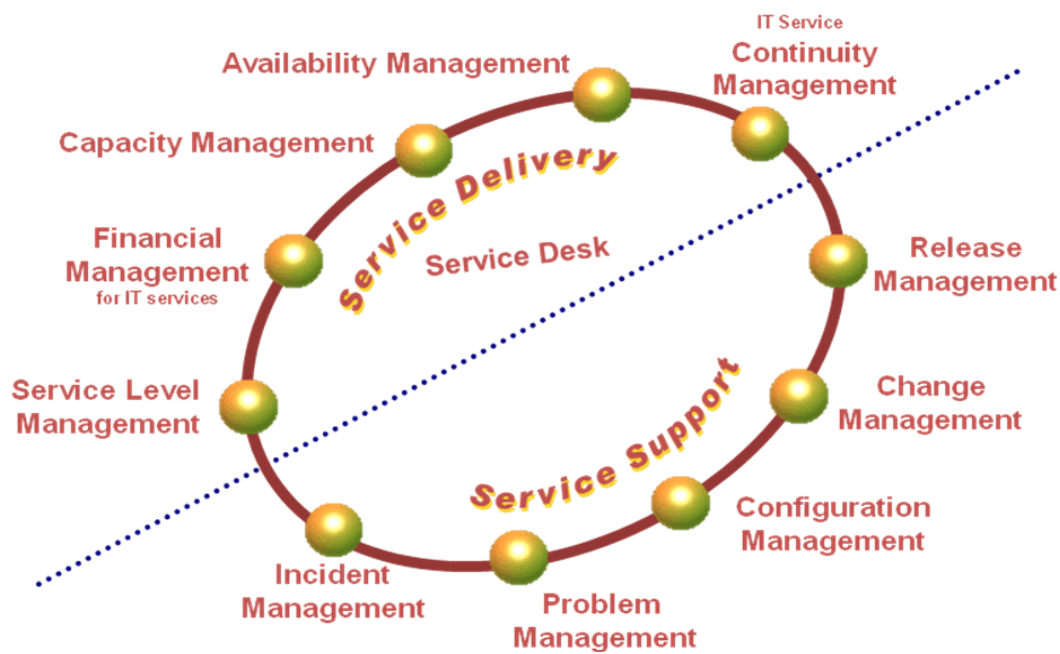 IT Service
Continuity
Management
Availability Management
Capacity Management
Service Delivery
Financial
Management
for IT services
Service Desk
Release
Management
Service Level
Management
Change
Management
Service Support
Configuration
Management
Incident
Management
Problem
Management